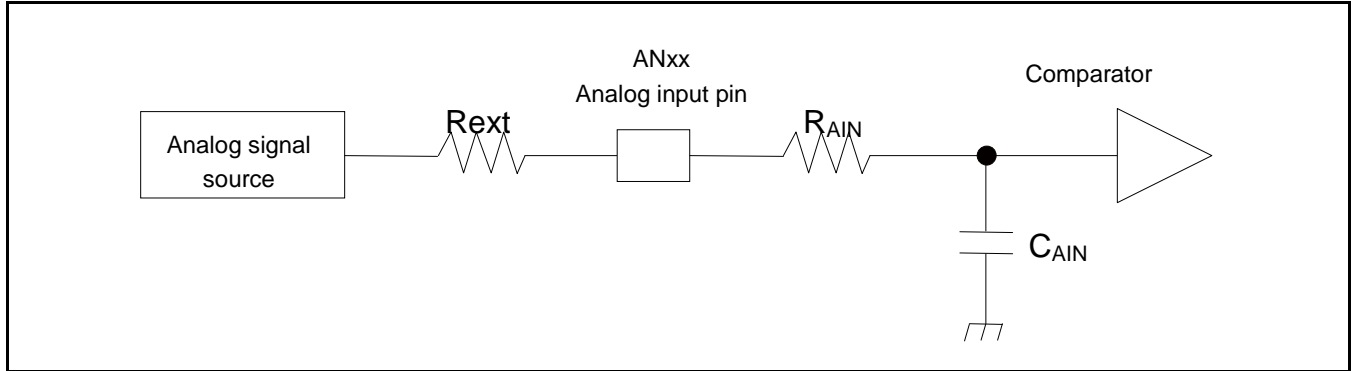 ANxx
Analog input pin
Comparator
Analog signal
source
Rext
RAIN
CAIN